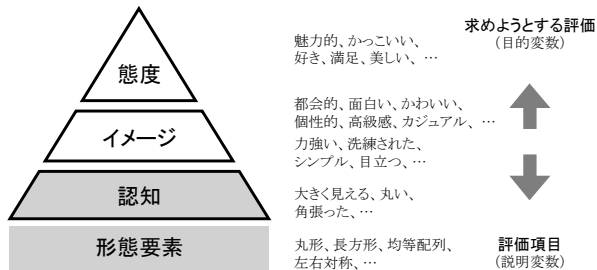 態度
イメージ
認知
形態要素
魅力的、かっこいい、
好き、満足、美しい、…
都会的、面白い、かわいい、
個性的、高級感、カジュアル、…
力強い、洗練された、
シンプル、目立つ、…
大きく見える、丸い、
角張った、…
丸形、長方形、均等配列、
左右対称、…
求めようとする評価
(目的変数)
評価項目
(説明変数)